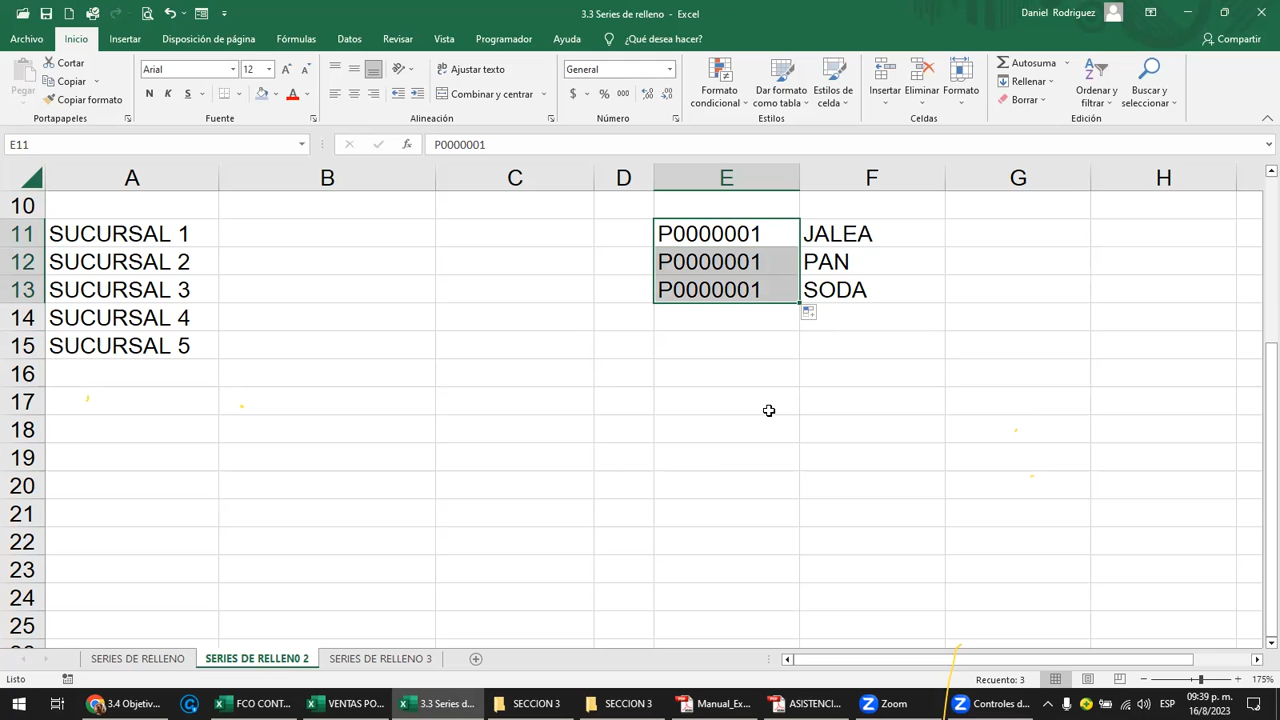 3.3 Series de relleno - Excel
Daniel Rodriguez
Archivo Inicio Insertar Disposición de página Fórmulas Datos Revisar Vista Programador Ayuda ¿Qué desea hacer? Compartir
Pegar
Cortar
Copiar
Copiar formato
Portapapeles
Arial 12
N K S A
Fuente
Ajustar texto
Combinar y centrar
Alineación
General
$ % 000
Número
Formato condicional
Dar formato como tabla
Estilos de celda
Estilos
Insertar Eliminar Formato
Celdas
Autosuma
Rellenar
Borrar
Ordenar y filtrar
Buscar y seleccionar
Edición
E11 fx P0000001
A B C D E F G H
10
11 SUCURSAL 1 P0000001 JALEA
12 SUCURSAL 2 P0000001 PAN
13 SUCURSAL 3 P0000001 SODA
14 SUCURSAL 4
15 SUCURSAL 5
16
17
18
19
20
21
22
23
24
25
SERIES DE RELLENO SERIES DE RELLENO 2 SERIES DE RELLENO 3
Listo Recuento: 3 175%
3.4 Objetiv... FCOCONT... VENTAS PO... 3.3 Series d... SECCION 3 SECCION 3 Manual_Ex... ASISTENCI... Zoom Controles d... ESP 09:39 p. m.
16/8/2023